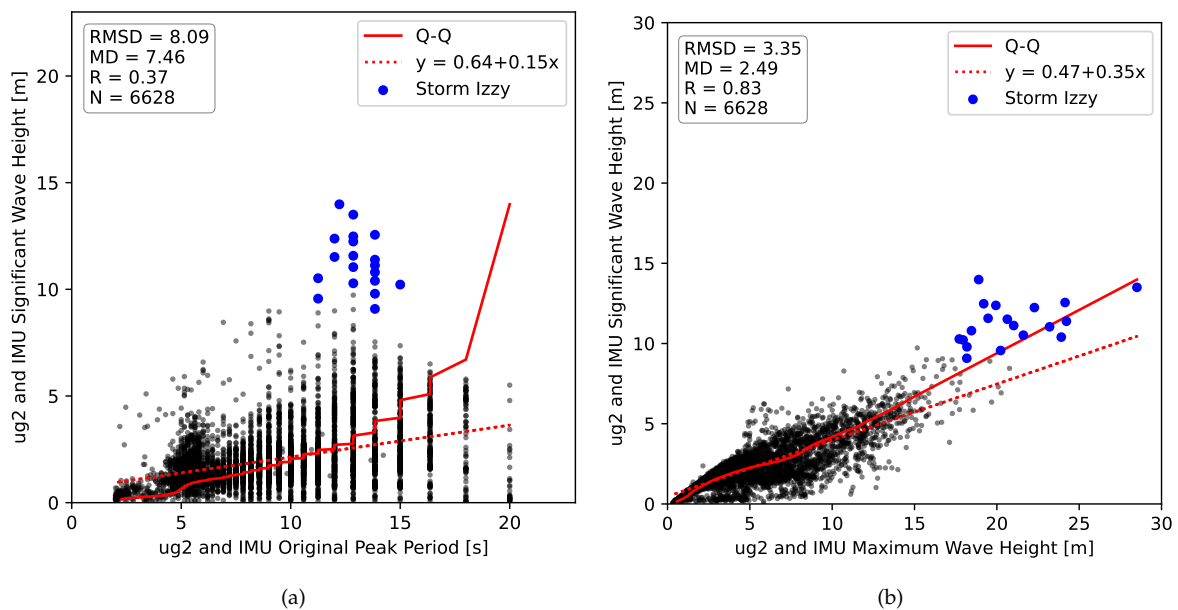 RMSD = 8.09
MD = 7.46
R = 0.37
N = 6628
Q-Q
y = 0.64+0.15x
Storm Izzy
ug2 and IMU Significant Wave Height [m]
20
15
10
5
0
0 5 10 15 20
ug2 and IMU Original Peak Period [s]
(a)
RMSD = 3.35
MD = 2.49
R = 0.83
N = 6628
Q-Q
y = 0.47+0.35x
Storm Izzy
ug2 and IMU Significant Wave Height [m]
30
25
20
15
10
5
0
0 5 10 15 20 25 30
ug2 and IMU Maximum Wave Height [m]
(b)